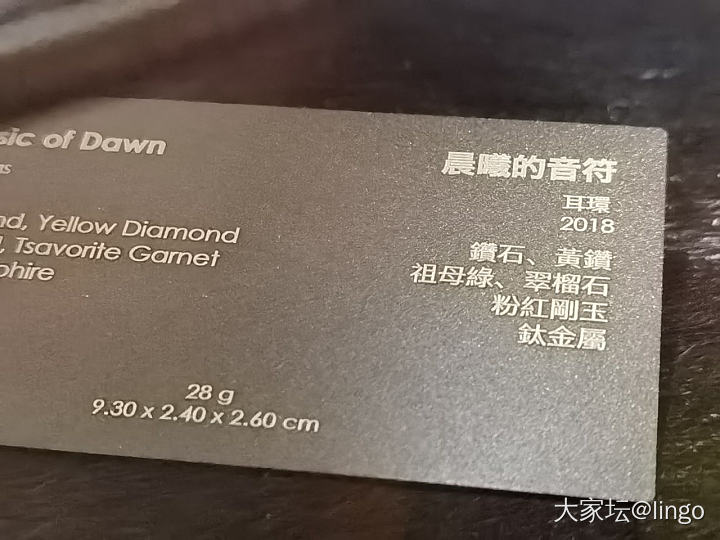 sic of Dawn
nd, Yellow Diamond
, Tsavorite Garnet
phire
28 g
9.30 x 2.40 x 2.60 cm
晨曦的音符
耳環
2018
鑽石、黃鑽
祖母綠、翠榴石
粉紅剛玉
鈦金屬
大家坛@lingo